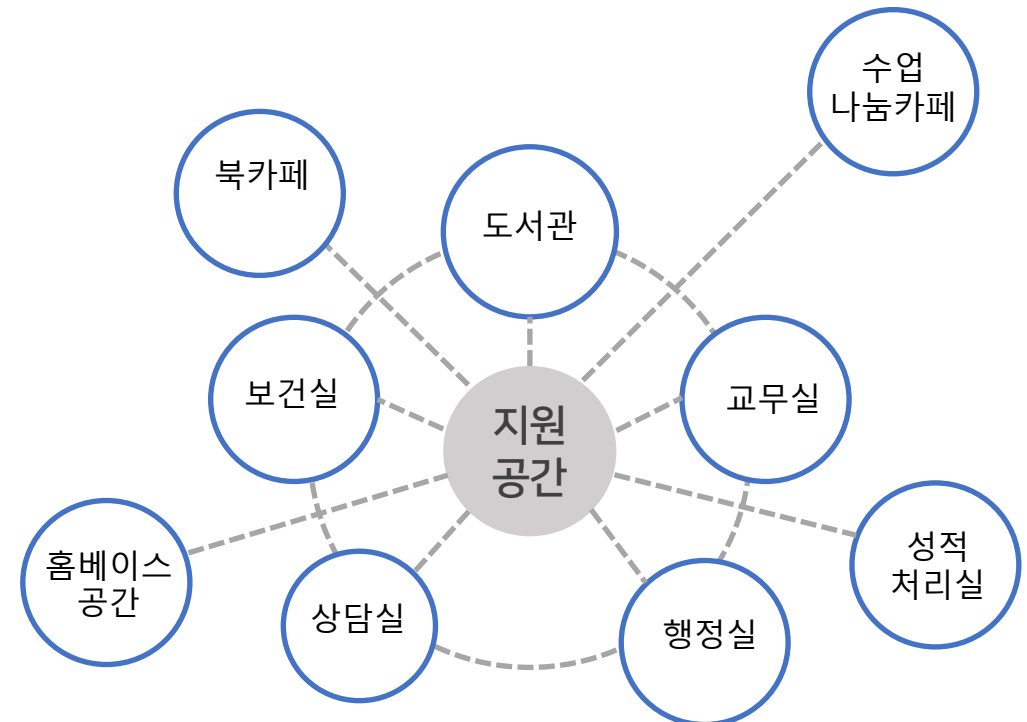 수업
나눔카페
북카페
도서관
보건실
교무실
지원
공간
홈베이스
공간
성적
처리실
상담실
행정실